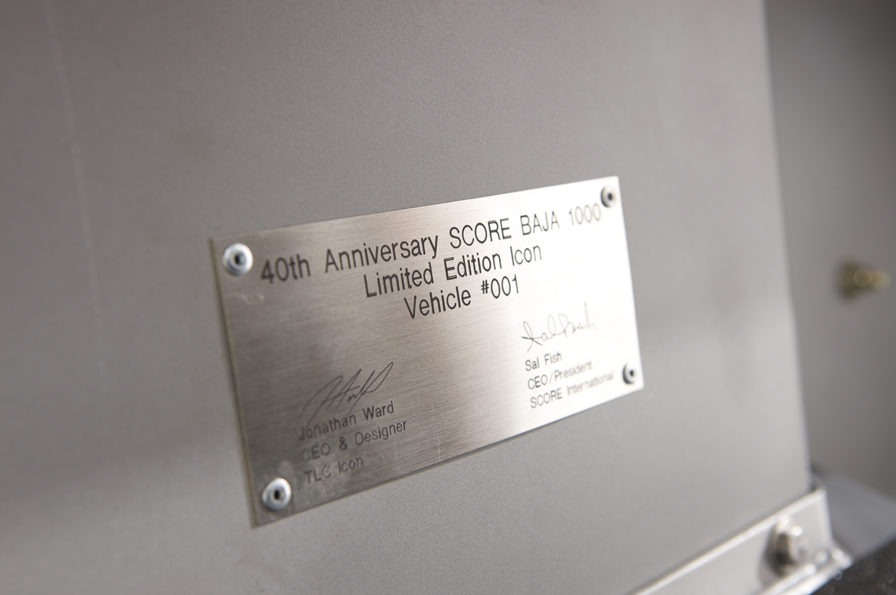 40th Anniversary SCORE BAJA 1000
Limited Edition Icon
Vehicle #001
Sal Fish
CEO/President
SCORE International
Jonathan Ward
CEO & Designer
TLC Icon